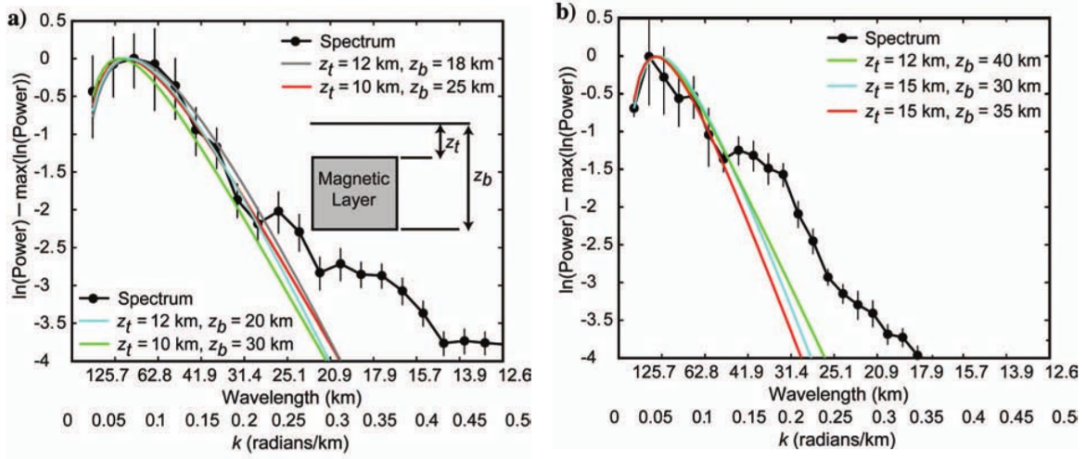 a)
ln(Power) – max(ln(Power))
0.5
0
-0.5
-1
-1.5
-2
-2.5
-3
-3.5
-4
Spectrum
zt = 12 km, zb = 18 km
zt = 10 km, zb = 25 km
zt
zb
Magnetic
Layer
Spectrum
zt = 12 km, zb = 20 km
zt = 10 km, zb = 30 km
125.7 62.8 41.9 31.4 25.1 20.9 17.9 15.7 13.9 12.6
Wavelength (km)
0 0.05 0.1 0.15 0.2 0.25 0.3 0.35 0.4 0.45 0.5
k (radians/km)
b)
ln(Power) – max(ln(Power))
0.5
0
-0.5
-1
-1.5
-2
-2.5
-3
-3.5
-4
Spectrum
zt = 12 km, zb = 40 km
zt = 15 km, zb = 30 km
zt = 15 km, zb = 35 km
125.7 62.8 41.9 31.4 25.1 20.9 17.9 15.7 13.9 12.6
Wavelength (km)
0 0.05 0.1 0.15 0.2 0.25 0.3 0.35 0.4 0.45 0.5
k (radians/km)